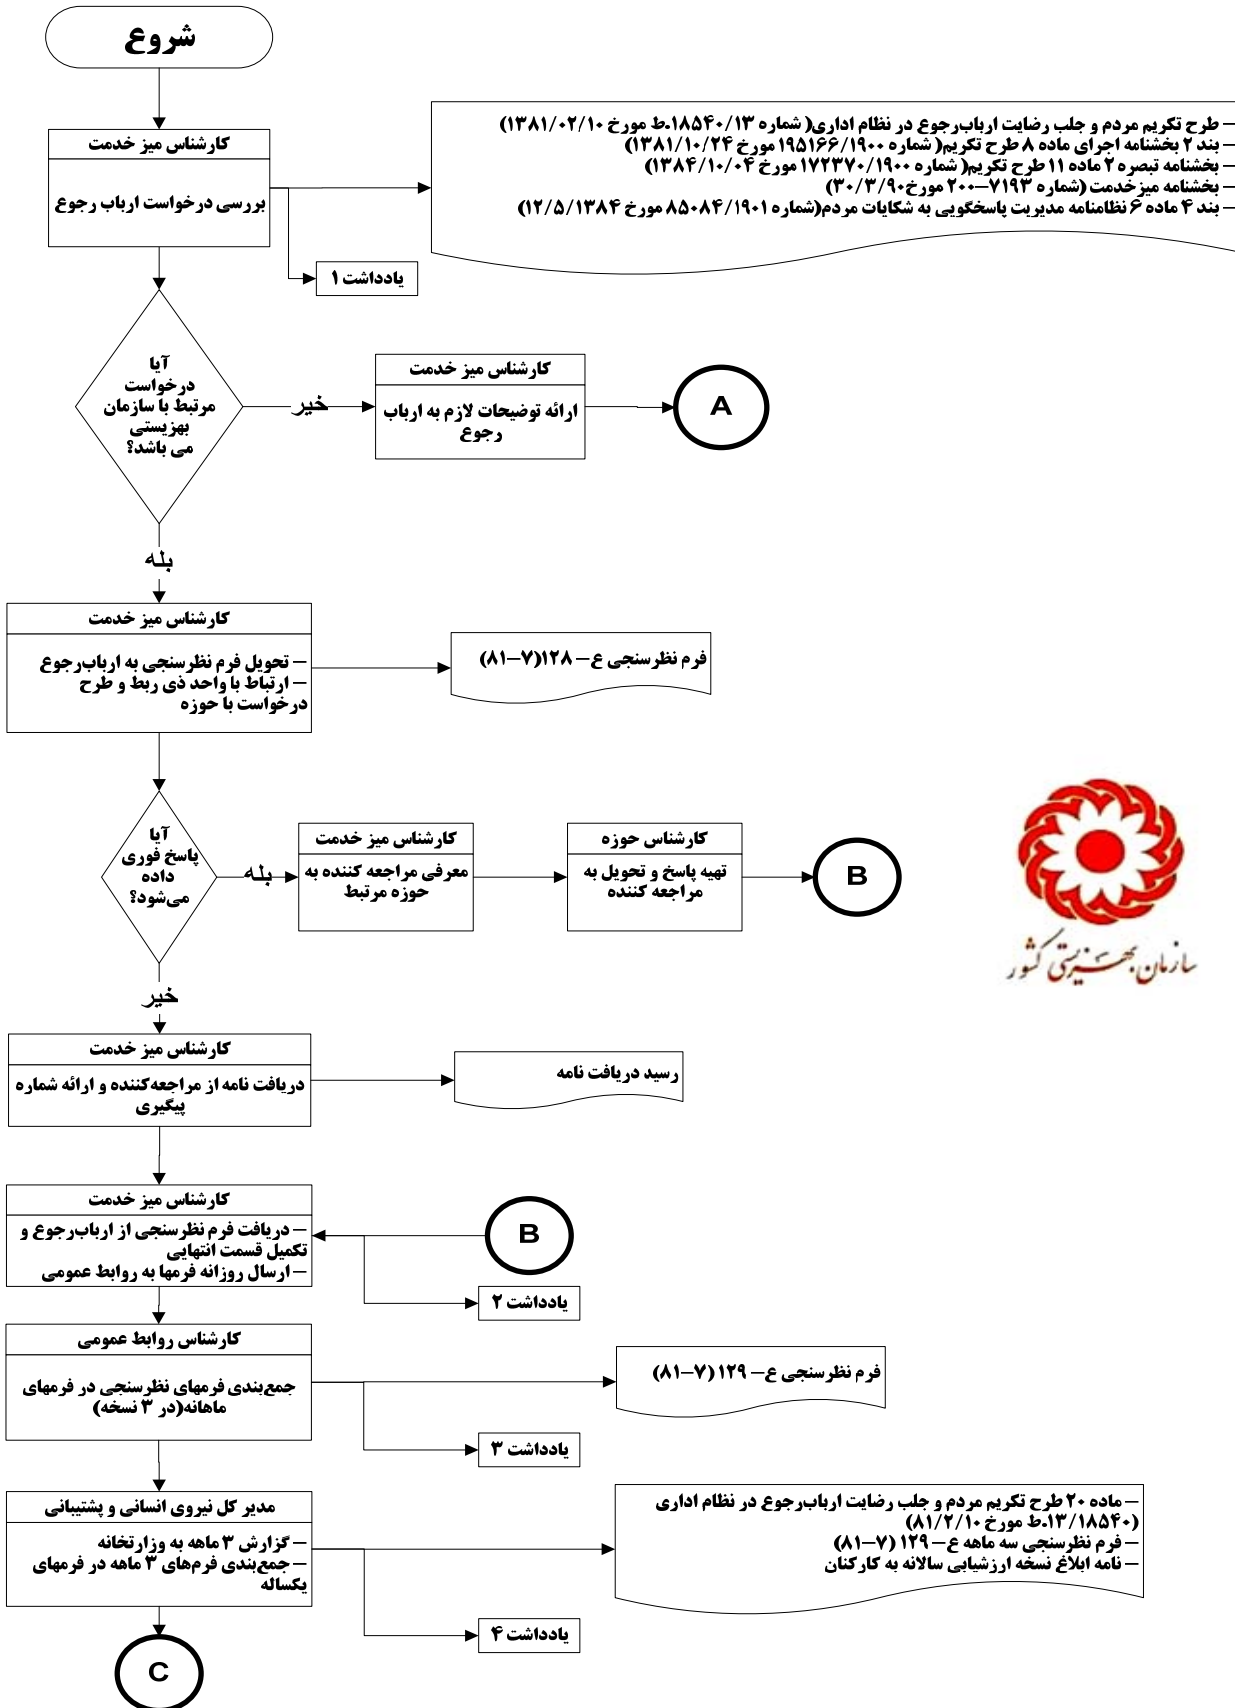 شروع
کارشناس میز خدمت
بررسی درخواست ارباب رجوع
– طرح تکریم مردم و جلب رضایت ارباب‌رجوع در نظام اداری( شماره ۱۸۵۴۰/۱۳.ط مورخ ۱۳۸۱/۰۲/۱۰)
– بند ۲ بخشنامه اجرای ماده ۸ طرح تکریم( شماره ۱۹۵۱۶۶/۱۹۰۰ مورخ ۱۳۸۱/۱۰/۲۴)
– بخشنامه تبصره ۲ ماده ۱۱ طرح تکریم( شماره ۱۷۲۳۷۰/۱۹۰۰ مورخ ۱۳۸۴/۱۰/۰۴)
– بخشنامه میزخدمت (شماره ۷۱۹۳–۲۰۰ مورخ۳۰/۳/۹۰)
– بند ۴ ماده ۶ نظامنامه مدیریت پاسخگویی به شکایات مردم(شماره ۸۵۰۸۴/۱۹۰۱ مورخ ۱۲/۵/۱۳۸۴)
یادداشت ۱
آیا
درخواست
مرتبط با سازمان
بهزیستی
می باشد؟
خیر
کارشناس میز خدمت
ارائه توضیحات لازم به ارباب
رجوع
A
بله
کارشناس میز خدمت
– تحویل فرم نظرسنجی به ارباب‌رجوع
– ارتباط با واحد ذی ربط و طرح
درخواست با حوزه
فرم نظرسنجی ع– ۱۲۸(۷–۸۱)
آیا
پاسخ فوری
داده
می‌شود؟
بله
کارشناس میز خدمت
معرفی مراجعه کننده به
حوزه مرتبط
کارشناس حوزه
تهیه پاسخ و تحویل به
مراجعه کننده
B
سازمان بهزیستی کشور
خیر
کارشناس میز خدمت
دریافت نامه از مراجعه‌کننده و ارائه شماره
پیگیری
رسید دریافت نامه
کارشناس میز خدمت
– دریافت فرم نظرسنجی از ارباب‌رجوع و
تکمیل قسمت انتهایی
– ارسال روزانه فرمها به روابط عمومی
B
یادداشت ۲
کارشناس روابط عمومی
جمع‌بندی فرمهای نظرسنجی در فرمهای
ماهانه(در ۳ نسخه)
فرم نظرسنجی ع– ۱۲۹ (۷–۸۱)
یادداشت ۳
مدیر کل نیروی انسانی و پشتیبانی
– گزارش ۳ ماهه به وزارتخانه
– جمع‌بندی فرم‌های ۳ ماهه در فرمهای
یکساله
– ماده ۲۰ طرح تکریم مردم و جلب رضایت ارباب‌رجوع در نظام اداری
(۱۳/۱۸۵۴۰.ط مورخ ۸۱/۲/۱۰)
– فرم نظرسنجی سه ماهه ع– ۱۲۹ (۷–۸۱)
– نامه ابلاغ نسخه ارزشیابی سالانه به کارکنان
یادداشت ۴
C